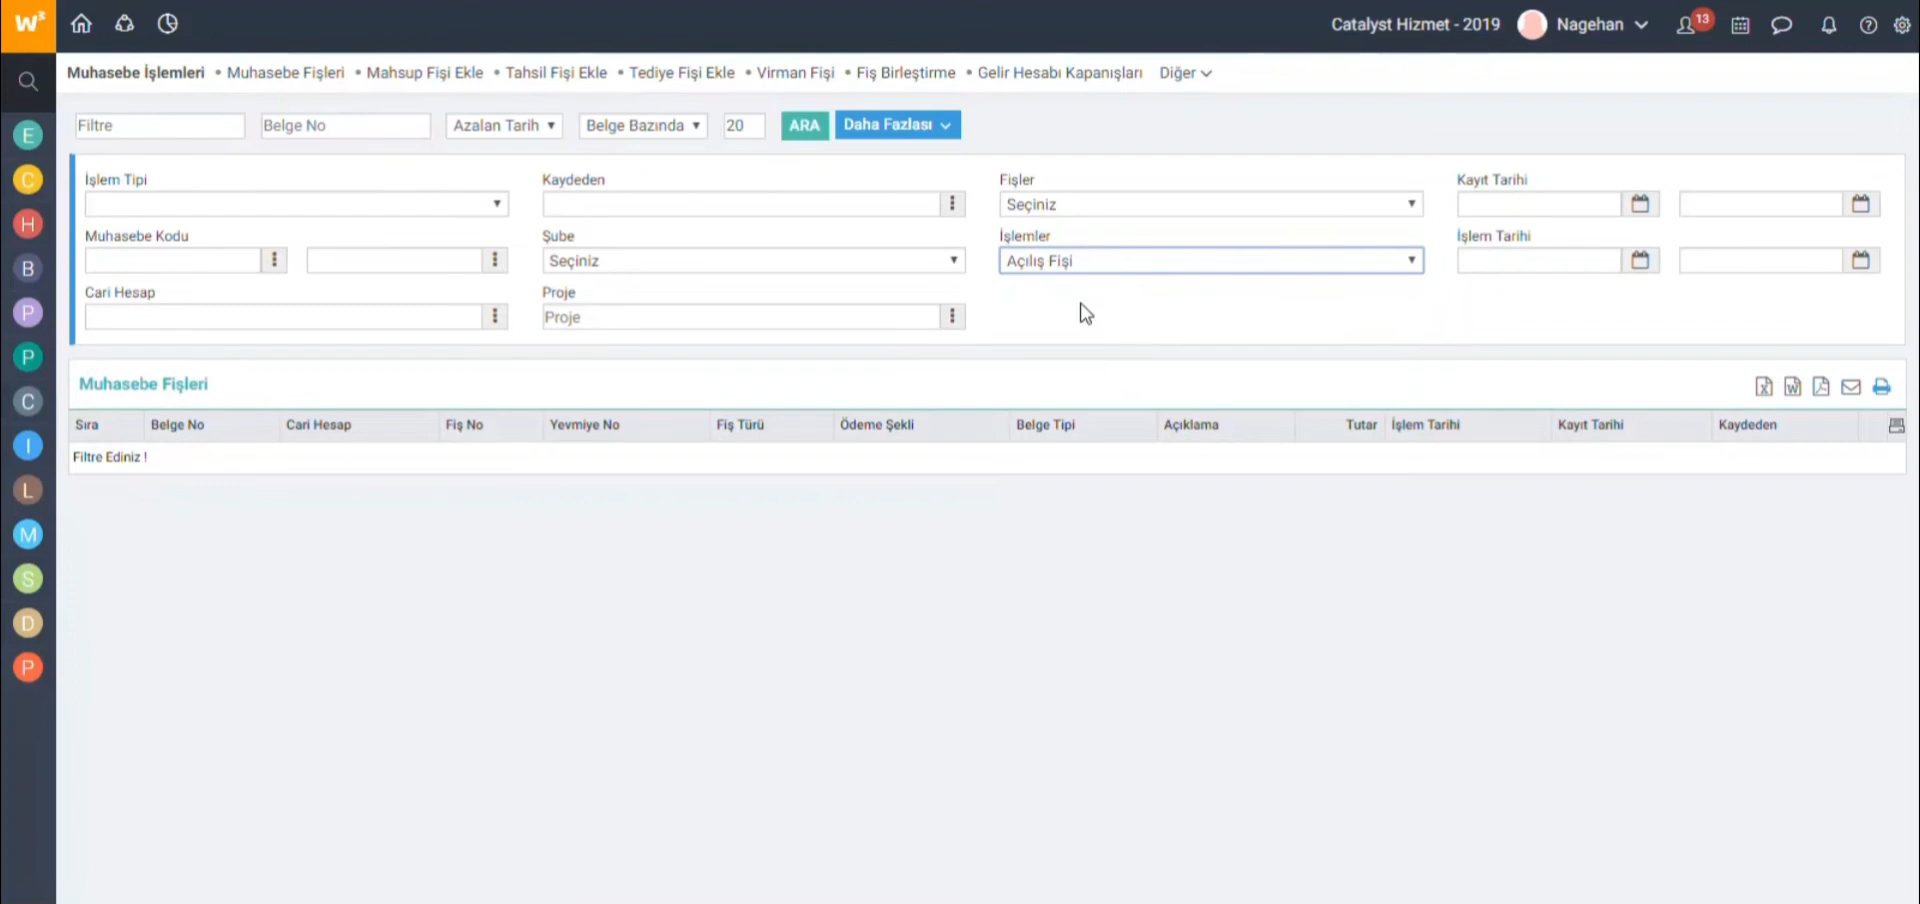 w³
Catalyst Hizmet - 2019
Nagehan
13
Muhasebe İşlemleri • Muhasebe Fişleri • Mahsup Fişi Ekle • Tahsil Fişi Ekle • Tediye Fişi Ekle • Virman Fişi • Fiş Birleştirme • Gelir Hesabı Kapanışları Diğer
Filtre Belge No Azalan Tarih Belge Bazında 20 ARA Daha Fazlası
İşlem Tipi Kaydeden Fişler Kayıt Tarihi
Seçiniz
Muhasebe Kodu Şube İşlemler İşlem Tarihi
Seçiniz Açılış Fişi
Cari Hesap Proje
Proje
Muhasebe Fişleri
Sıra Belge No Cari Hesap Fiş No Yevmiye No Fiş Türü Ödeme Şekli Belge Tipi Açıklama Tutar İşlem Tarihi Kayıt Tarihi Kaydeden
Filtre Ediniz !
E
C
H
B
P
P
C
I
L
M
S
D
P